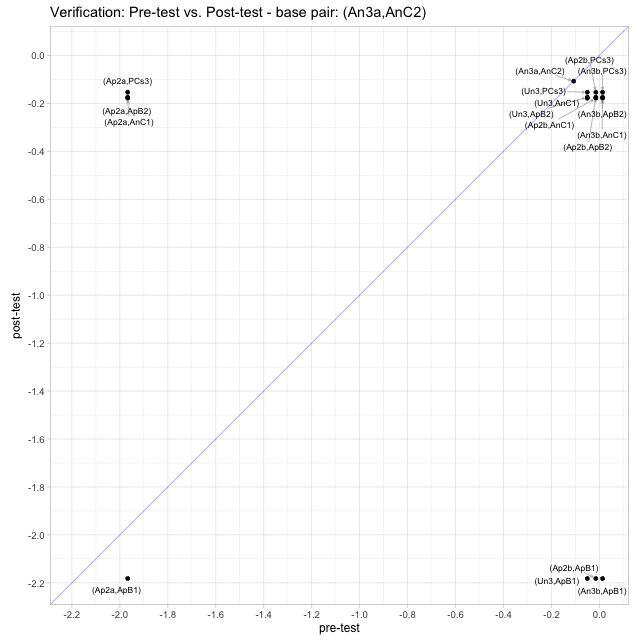 Verification: Pre-test vs. Post-test - base pair: (An3a,AnC2)
0.0
-0.2
-0.4
-0.6
-0.8
-1.0
-1.2
-1.4
-1.6
-1.8
-2.0
-2.2
post-test
(Ap2a,PCs3)
(Ap2a,ApB2)
(Ap2a,AnC1)
(Ap2b,PCs3)
(An3a,AnC2)
(An3b,PCs3)
(Un3,PCs3)
(Un3,AnC1)
(Un3,ApB2)
(An3b,ApB2)
(Ap2b,AnC1)
(An3b,AnC1)
(Ap2b,ApB2)
(Ap2a,ApB1)
(Ap2b,ApB1)
(Un3,ApB1)
(An3b,ApB1)
-2.2 -2.0 -1.8 -1.6 -1.4 -1.2 -1.0 -0.8 -0.6 -0.4 -0.2 0.0
pre-test